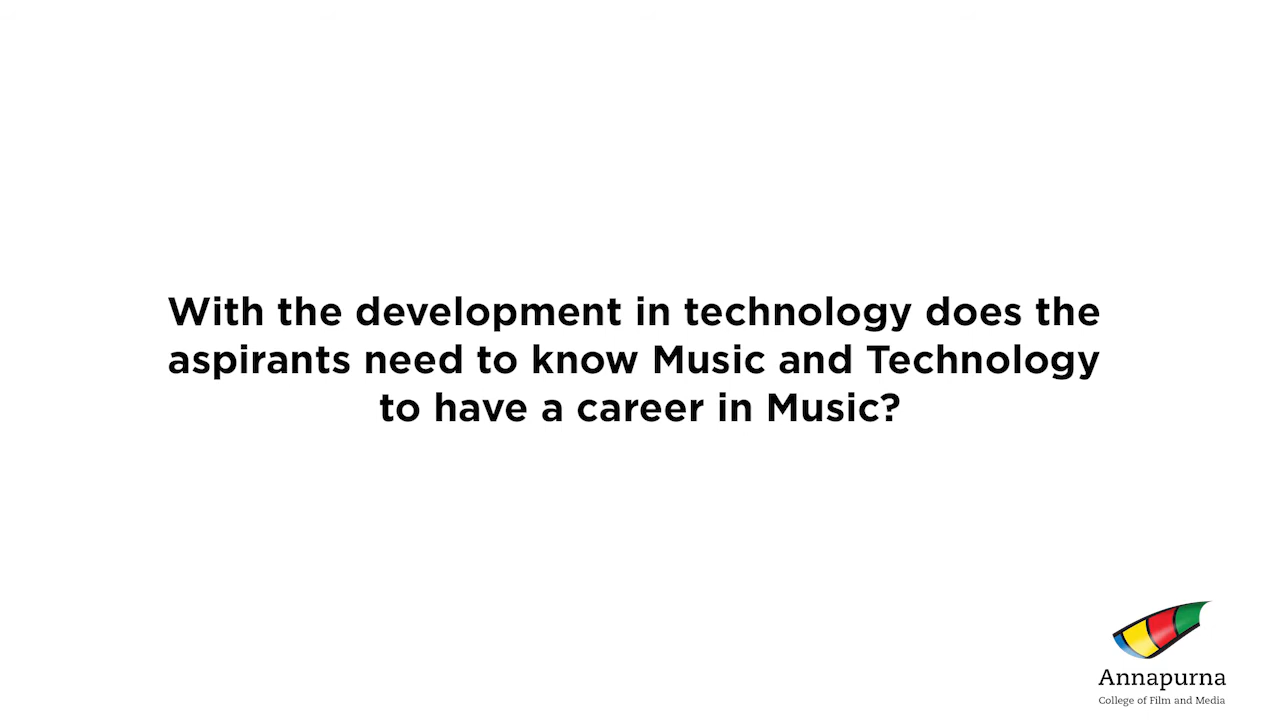 With the development in technology does the
aspirants need to know Music and Technology
to have a career in Music?
Annapurna
College of Film and Media